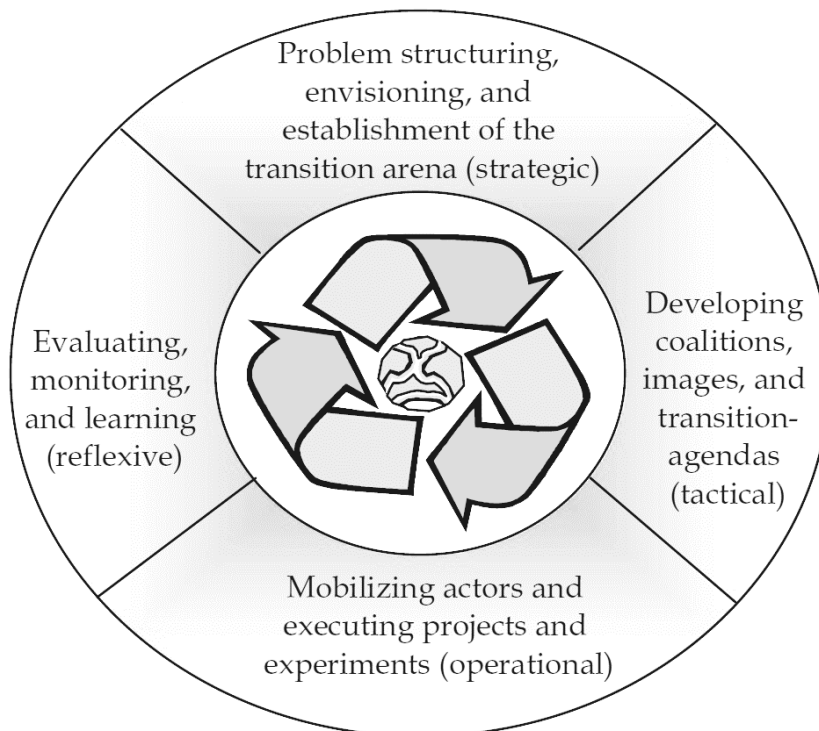 Problem structuring,
envisioning, and
establishment of the
transition arena (strategic)
Developing
coalitions,
images, and
transition-
agendas
(tactical)
Mobilizing actors and
executing projects and
experiments (operational)
Evaluating,
monitoring,
and learning
(reflexive)